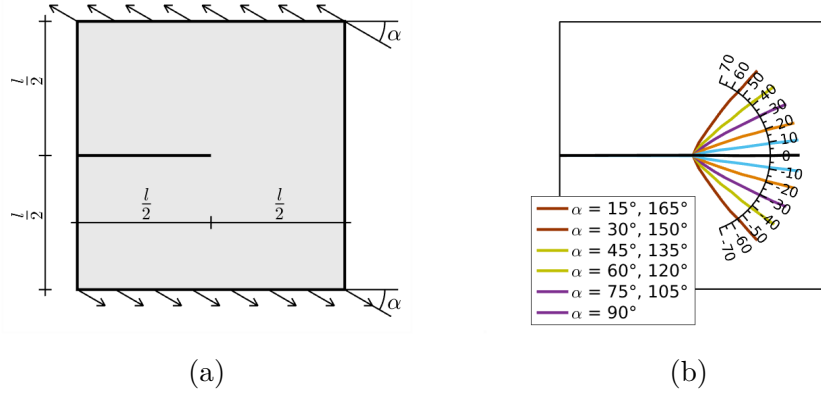 α
l/2
l/2
l/2
l/2
α
(a)
70
60
50
40
30
20
10
0
-10
-20
-30
-40
-50
-60
-70
α = 15°, 165°
α = 30°, 150°
α = 45°, 135°
α = 60°, 120°
α = 75°, 105°
α = 90°
(b)